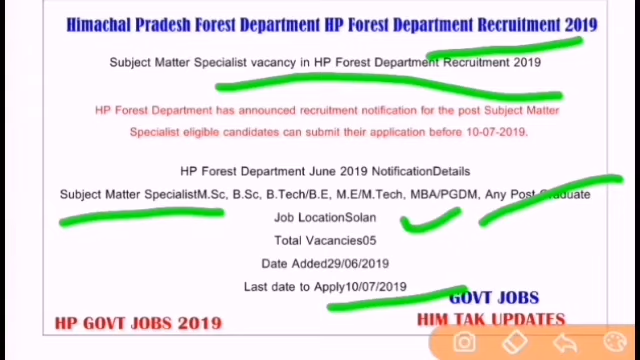 Himachal Pradesh Forest Department HP Forest Department Recruitment 2019
Subject Matter Specialist vacancy in HP Forest Department Recruitment 2019
HP Forest Department has announced recruitment notification for the post Subject Matter
Specialist eligible candidates can submit their application before 10-07-2019.
HP Forest Department June 2019 NotificationDetails
Subject Matter SpecialistM.Sc, B.Sc, B.Tech/B.E, M.E/M.Tech, MBA/PGDM, Any Post Graduate
Job LocationSolan
Total Vacancies05
Date Added29/06/2019
Last date to Apply10/07/2019
GOVT JOBS
HP GOVT JOBS 2019
HIM TAK UPDATES